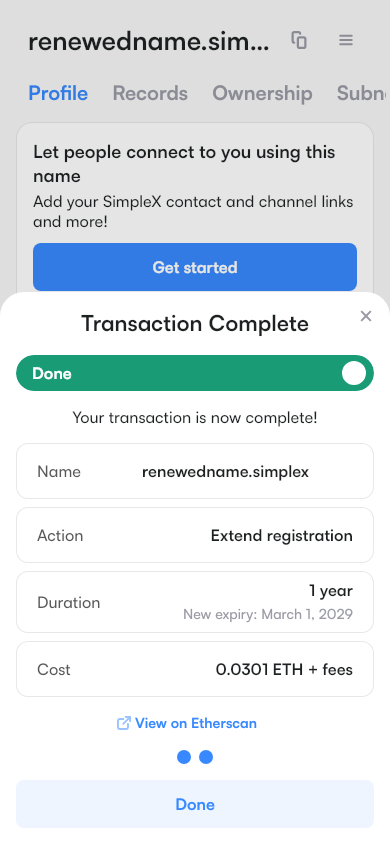 renewedname.sim...
Profile Records Ownership Subn
Let people connect to you using this
name
Add your SimpleX contact and channel links
and more!
Get started
Transaction Complete
Done
Your transaction is now complete!
Name renewedname.simplex
Action Extend registration
Duration 1 year
New expiry: March 1, 2029
Cost 0.0301 ETH + fees
View on Etherscan
Done